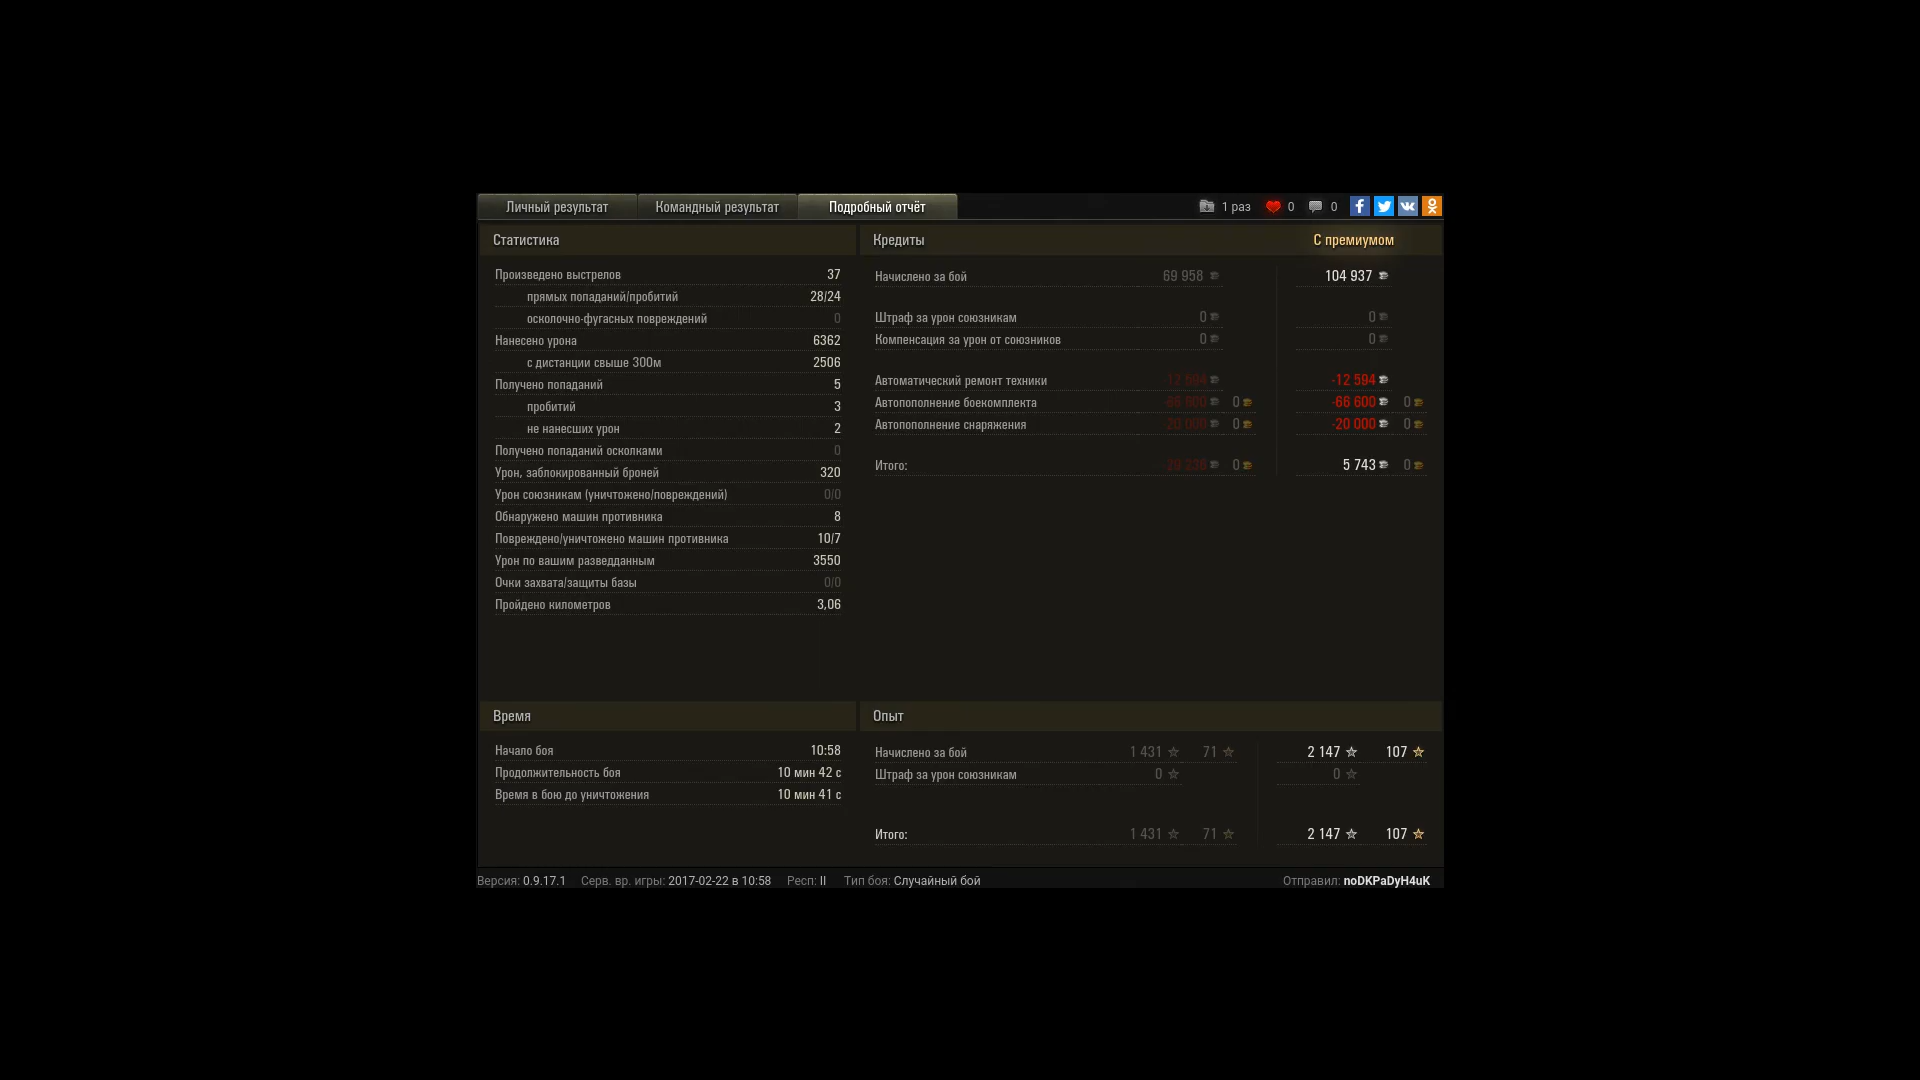 Личный результат Командный результат Подробный отчёт 1 раз 0 0
Статистика
Произведено выстрелов 37
прямых попаданий/пробитий 28/24
осколочно-фугасных повреждений 0
Нанесено урона 6362
с дистанции свыше 300м 2506
Получено попаданий 5
пробитий 3
не нанесших урон 2
Получено попаданий осколками 0
Урон, заблокированный броней 320
Урон союзникам (уничтожено/повреждений) 0/0
Обнаружено машин противника 8
Повреждено/уничтожено машин противника 10/7
Урон по вашим разведданным 3550
Очки захвата/защиты базы 0/0
Пройдено километров 3,06
Кредиты С премиумом
Начислено за бой 69 958 104 937
Штраф за урон союзникам 0 0
Компенсация за урон от союзников 0 0
Автоматический ремонт техники -12 594 -12 594
Автопополнение боекомплекта -66 600 0 -66 600 0
Автопополнение снаряжения -20 000 0 -20 000 0
Итого: 0 5 743 0
Время
Начало боя 10:58
Продолжительность боя 10 мин 42 с
Время в бою до уничтожения 10 мин 41 с
Опыт
Начислено за бой 1 431 71 2 147 107
Штраф за урон союзникам 0 0
Итого: 1 431 71 2 147 107
Версия: 0.9.17.1 Серв. вр. игры: 2017-02-22 в 10:58 Респ: II Тип боя: Случайный бой Отправил: noDKPaDyH4uK